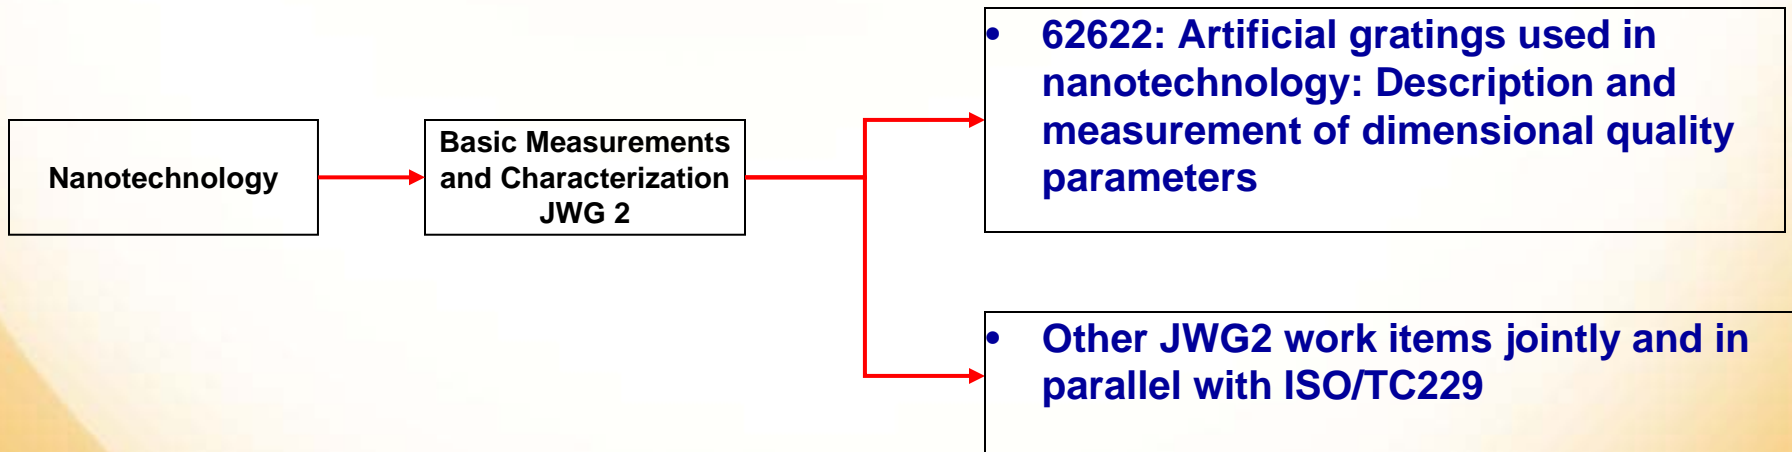 Nanotechnology
Basic Measurements
and Characterization
JWG 2
• 62622: Artificial gratings used in
nanotechnology: Description and
measurement of dimensional quality
parameters
• Other JWG2 work items jointly and in
parallel with ISO/TC229